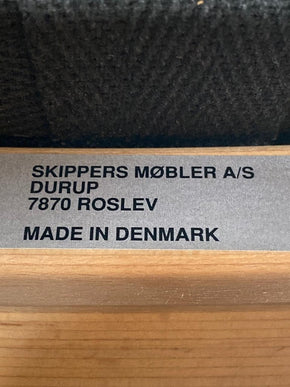 SKIPPERS MØBLER A/S
DURUP
7870 ROSLEV
MADE IN DENMARK